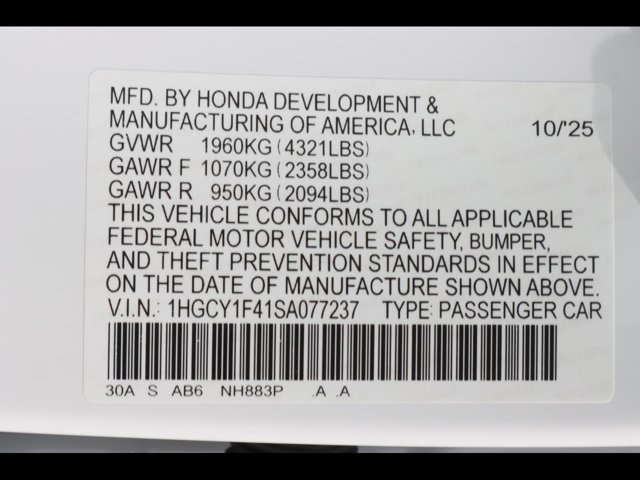 MFD. BY HONDA DEVELOPMENT &
MANUFACTURING OF AMERICA, LLC 10/'25
GVWR 1960KG (4321LBS)
GAWR F 1070KG (2358LBS)
GAWR R 950KG (2094LBS)
THIS VEHICLE CONFORMS TO ALL APPLICABLE
FEDERAL MOTOR VEHICLE SAFETY, BUMPER,
AND THEFT PREVENTION STANDARDS IN EFFECT
ON THE DATE OF MANUFACTURE SHOWN ABOVE.
V.I.N.: 1HGCY1F41SA077237 TYPE: PASSENGER CAR
30A S AB6 NH883P .A .A